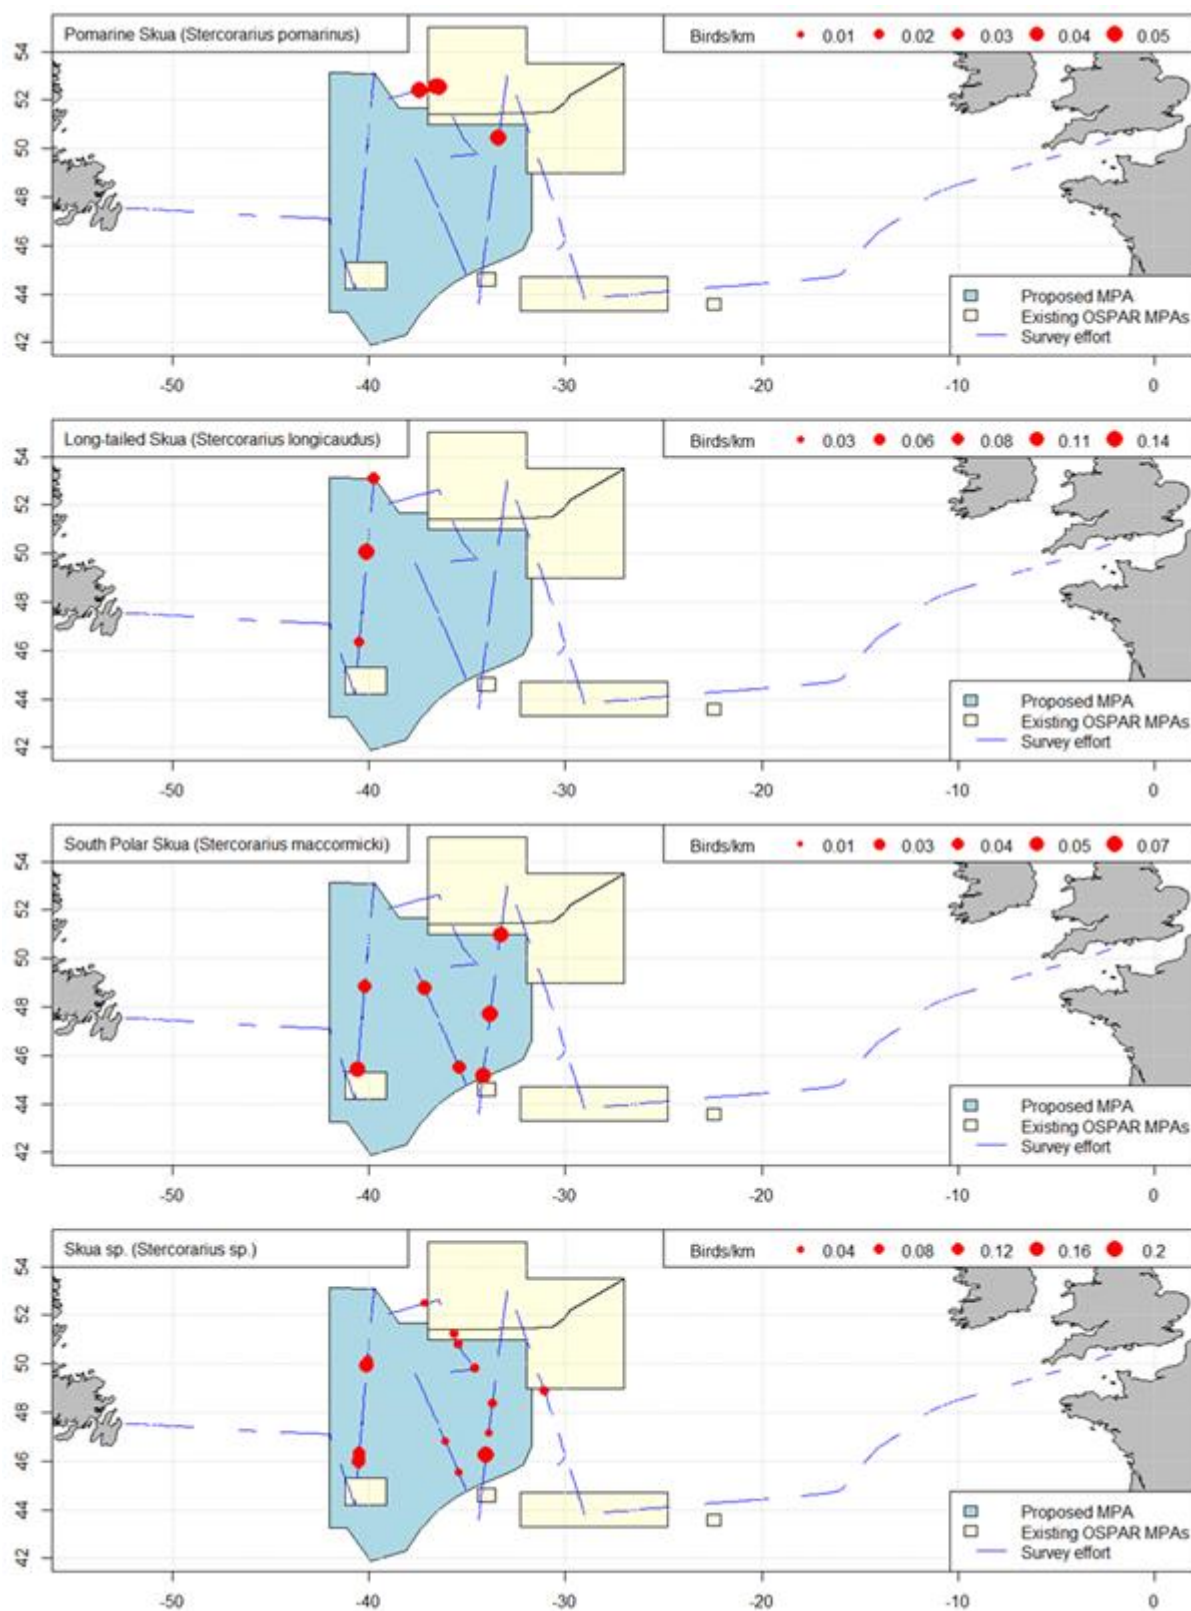 Pomarine Skua (Stercorarius pomarinus)
Birds/km 0.01 0.02 0.03 0.04 0.05
54
52
50
48
46
44
42
Proposed MPA
Existing OSPAR MPAs
Survey effort
-50 -40 -30 -20 -10 0
Long-tailed Skua (Stercorarius longicaudus)
Birds/km 0.03 0.06 0.08 0.11 0.14
54
52
50
48
46
44
42
Proposed MPA
Existing OSPAR MPAs
Survey effort
-50 -40 -30 -20 -10 0
South Polar Skua (Stercorarius maccormicki)
Birds/km 0.01 0.03 0.04 0.05 0.07
54
52
50
48
46
44
42
Proposed MPA
Existing OSPAR MPAs
Survey effort
-50 -40 -30 -20 -10 0
Skua sp. (Stercorarius sp.)
Birds/km 0.04 0.08 0.12 0.16 0.2
54
52
50
48
46
44
42
Proposed MPA
Existing OSPAR MPAs
Survey effort
-50 -40 -30 -20 -10 0